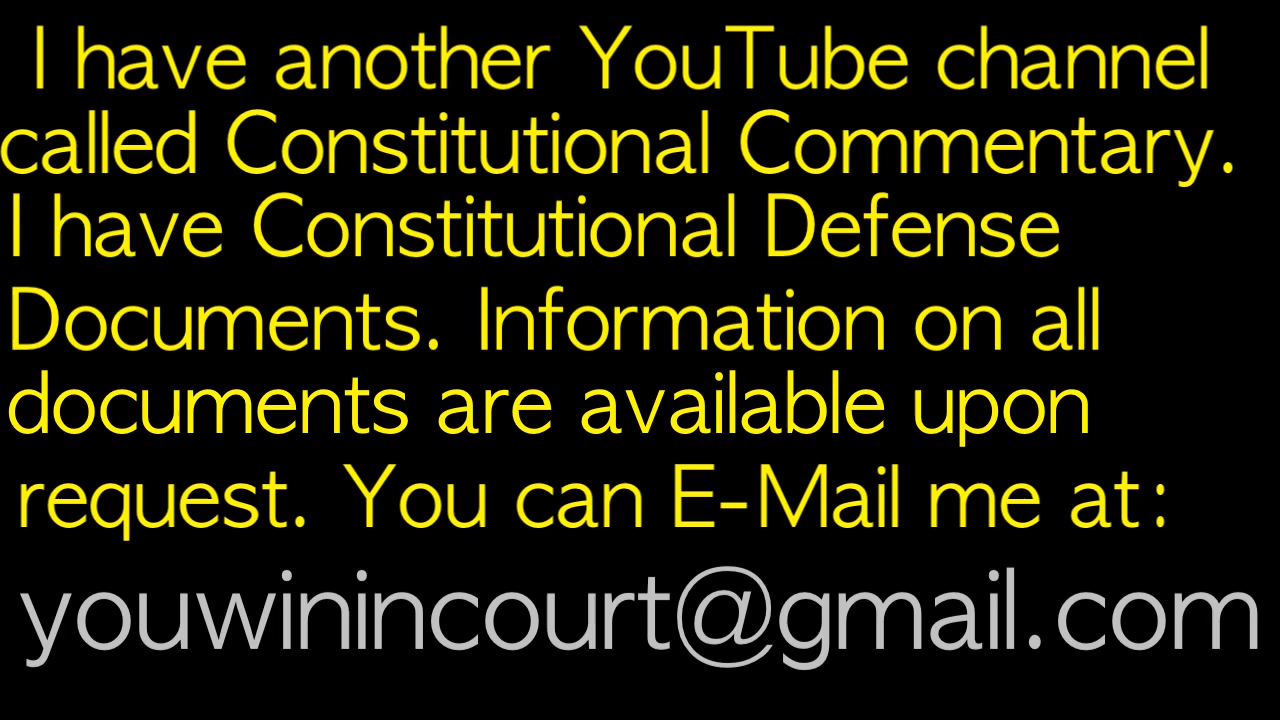 I have another YouTube channel
called Constitutional Commentary.
I have Constitutional Defense
Documents. Information on all
documents are available upon
request. You can E-Mail me at:
youwinincourt@gmail.com